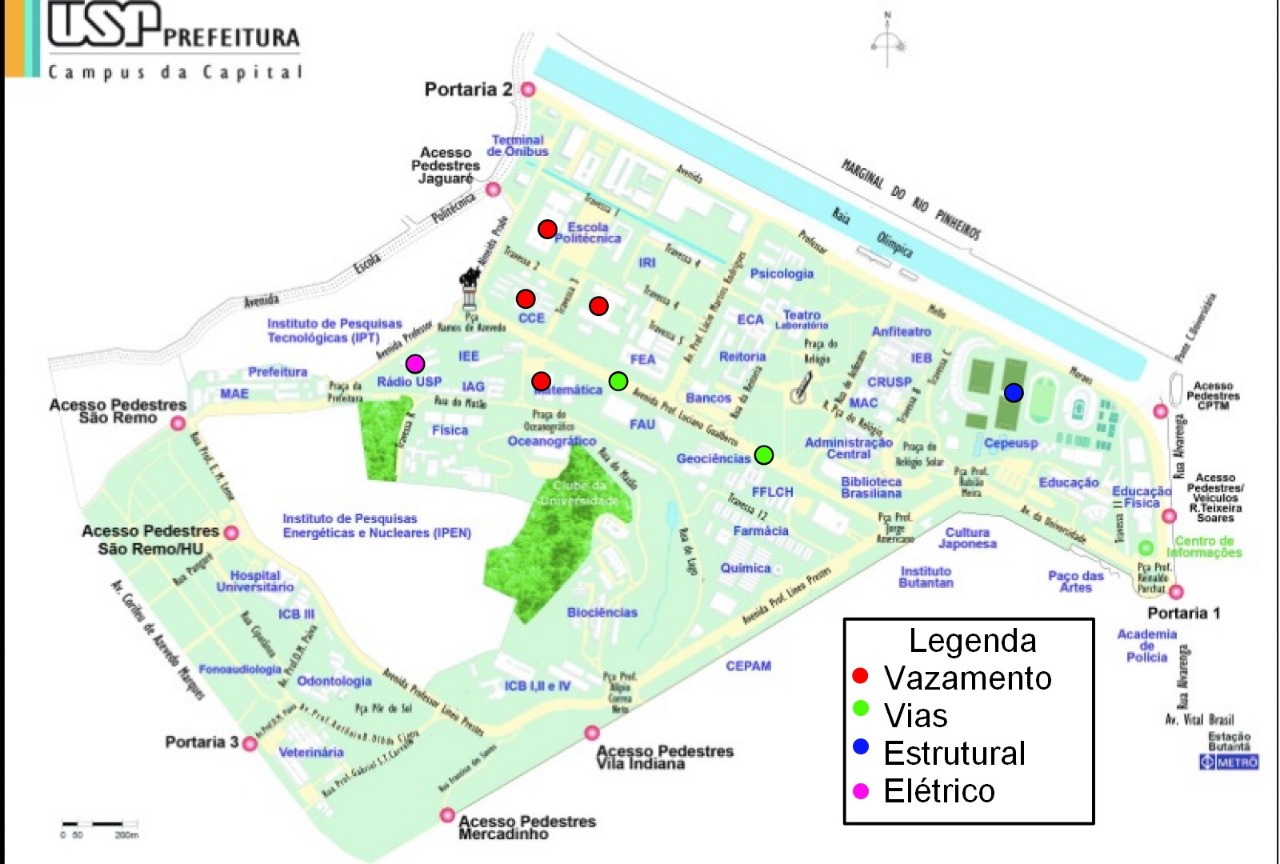 USP PREFEITURA
Campus da Capital
N
Portaria 2
Terminal
de Ônibus
Acesso
Pedestres
Jaguaré
MARGINAL DO RIO PINHEIROS
Raia Olímpica
Avenida Professor Mello Moraes
Avenida Escola Politécnica
Almeida Prado
Travessa 1
Escola
Politécnica
Travessa 2
Travessa 3
Travessa 4
Travessa 4
Travessa 5
IRI
Av. Prof. Lúcio Martins Rodrigues
Psicologia
CCE
Pça
Ramos de Azevedo
Avenida Professor
Instituto de Pesquisas
Tecnológicas (IPT)
ECA
Teatro
Laboratório
Anfiteatro
Praça do
Relógio
IEE
FEA
Reitoria
IEB
Travessa C
Ponte C.Universitária
Prefeitura
MAE
Praça da
Prefeitura
Rádio USP
IAG
Rua do Matão
Matemática
Bancos
Rua da Reitoria
CRUSP
MAC
R. Pça do Relógio
Acesso
Pedestres
CPTM
Acesso Pedestres
São Remo
Física
Praça do
Oceanográfico
Oceanográfico
FAU
Avenida Prof. Luciano Gualberto
Geociências
Administração
Central
Praça do
Relógio Solar
Cepeusp
Rua Alvarenga
Rua Prof. E. M. Leme
Clube da
Universidade
Rua do Matão
FFLCH
Travessa 12
Biblioteca
Brasiliana
Pça Prof.
Rubião
Meira
Educação
Educação
Física
Travessa 11
Acesso
Pedestres/
Veículos
R.Teixeira
Soares
Acesso Pedestres
São Remo/HU
Instituto de Pesquisas
Energéticas e Nucleares (IPEN)
Rua do Lago
Farmácia
Pça Prof.
Jorge
Americano
Cultura
Japonesa
Av. da Universidade
Centro de
Informações
Química
Instituto
Butantan
Paço das
Artes
Pça Prof.
Reinaldo
Porchat
Portaria 1
Hospital
Universitário
ICB III
Biociências
Avenida Prof. Lineu Prestes
Av. Corifeu de Azevedo Marques
Fonoaudiologia
Odontologia
Avenida Professor Lineu Prestes
ICB I,II e IV
CEPAM
Academia
de
Polícia
Rua Alvarenga
Pça Pôr do Sol
Av. Vital Brasil
Estação
Butantã
METRÔ
Portaria 3
Veterinária
Acesso Pedestres
Vila Indiana
Acesso Pedestres
Mercadinho
0 50 200m
Legenda
Vazamento
Vias
Estrutural
Elétrico